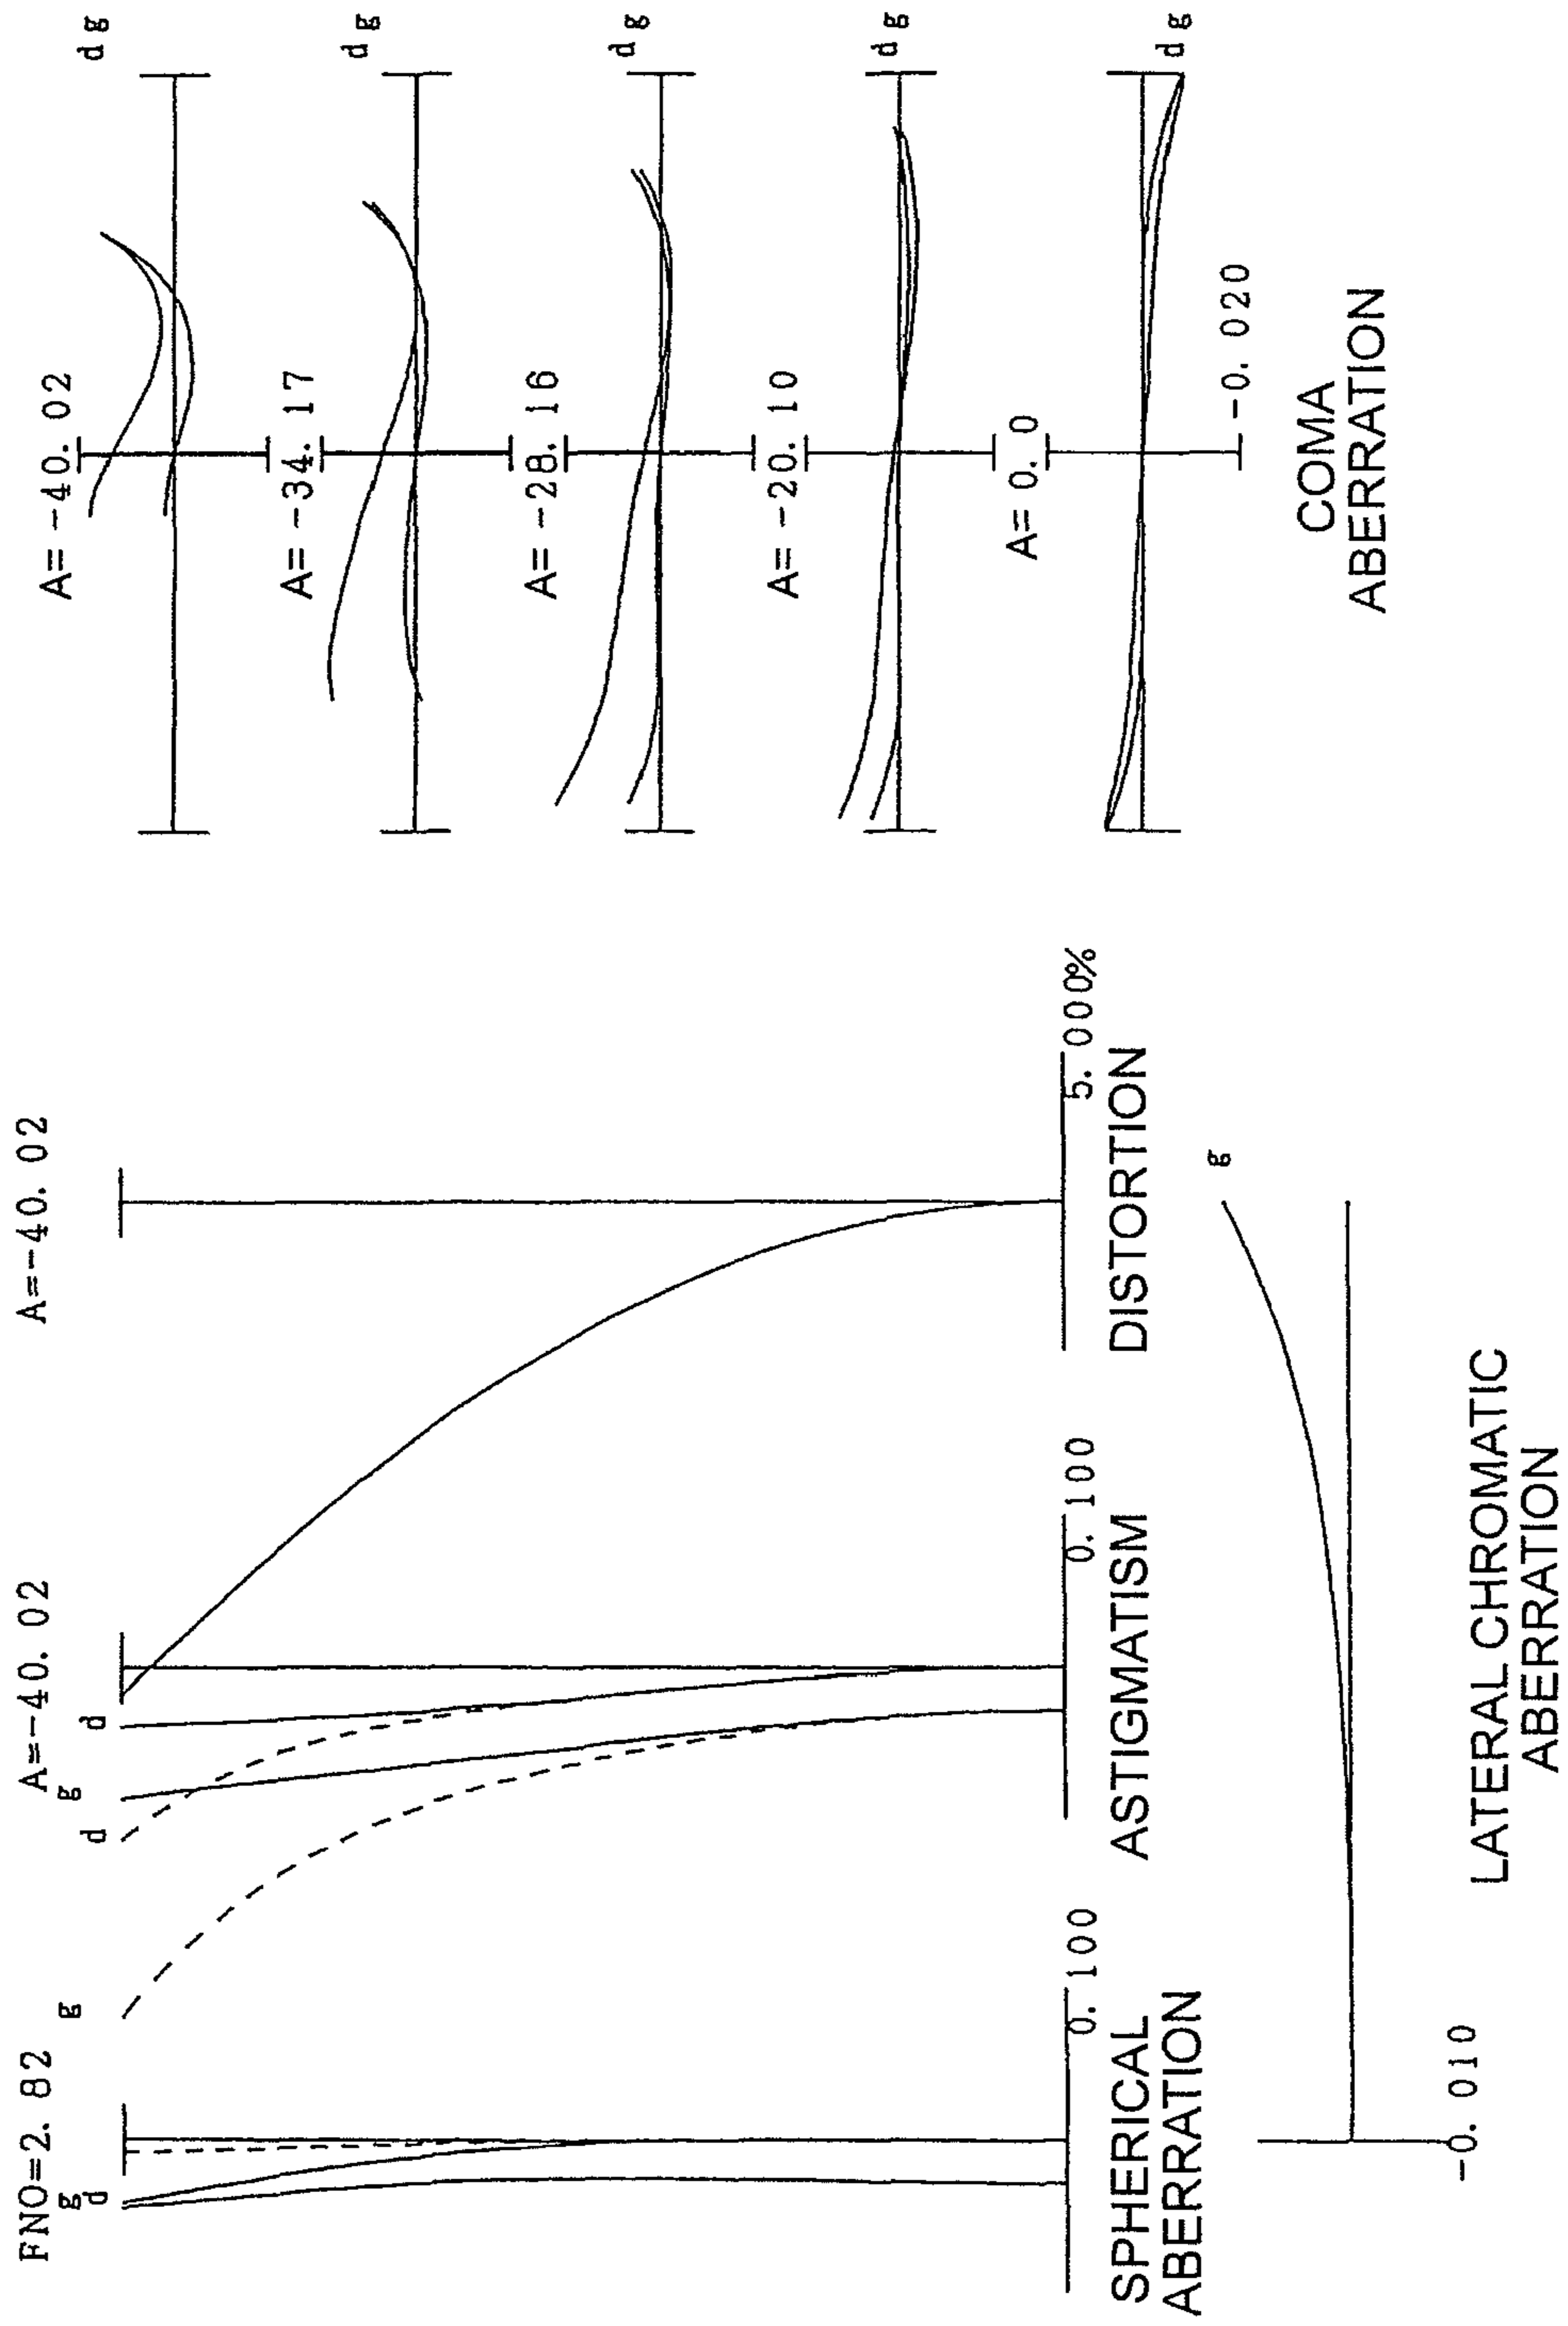 FNO=2. 82
g
d
0. 100
SPHERICAL
ABERRATION
A=-40. 02
g
d
g
d
0. 100
ASTIGMATISM
A=-40. 02
5. 000%
DISTORTION
g
-0. 010
LATERAL CHROMATIC
ABERRATION
A= -40. 02
d g
A= -34. 17
d g
A= -28. 16
d g
A= -20. 10
d g
A= 0. 0
d g
-0. 020
COMA
ABERRATION